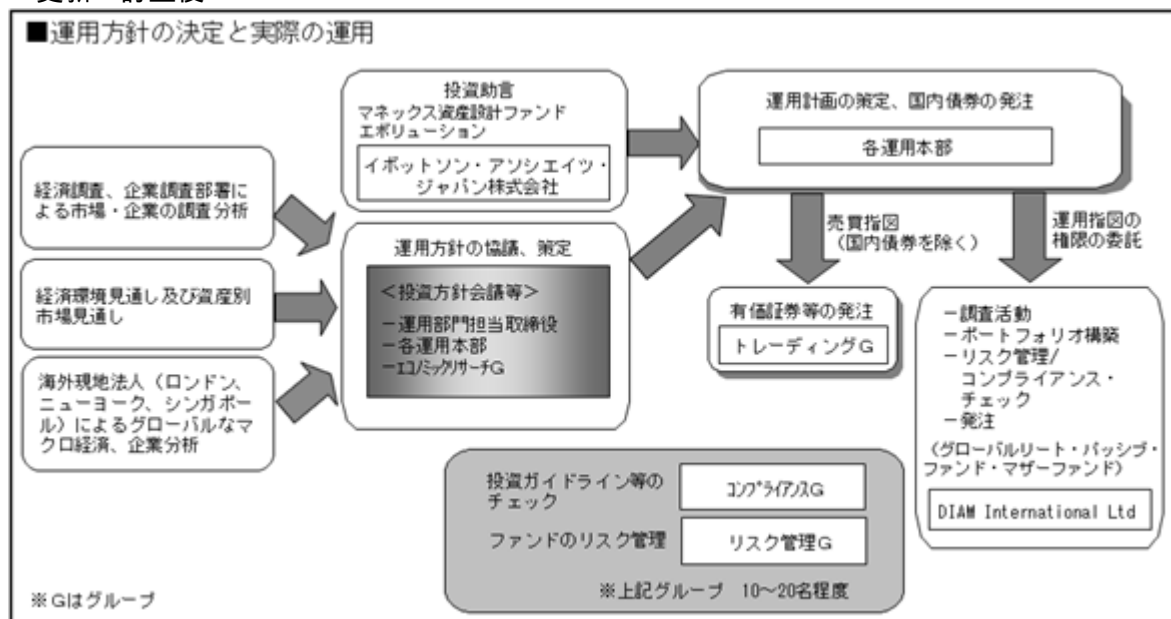 ■運用方針の決定と実際の運用
投資助言
マネックス資産設計ファンド
エボリューション
イボットソン・アソシエイツ・
ジャパン株式会社
運用計画の策定、国内債券の発注
各運用本部
経済調査、企業調査部署に
よる市場・企業の調査分析
経済環境見通し及び資産別
市場見通し
海外現地法人（ロンドン、
ニューヨーク、シンガポー
ル）によるグローバルなマ
クロ経済、企業分析
運用方針の協議、策定
＜投資方針会議等＞
－運用部門担当取締役
－各運用本部
－ｴｺﾉﾐｯｸﾘｻｰﾁG
売買指図
（国内債券を除く）
運用指図の
権限の委託
有価証券等の発注
トレーディングG
－調査活動
－ポートフォリオ構築
－リスク管理/
コンプライアンス・
チェック
－発注
（グローバルリート・パッシブ・
ファンド・マザーファンド）
DIAM International Ltd
投資ガイドライン等の
チェック
ｺﾝﾌﾟﾗｲｱﾝｽG
ファンドのリスク管理
リスク管理G
※上記グループ 10～20名程度
※Gはグループ